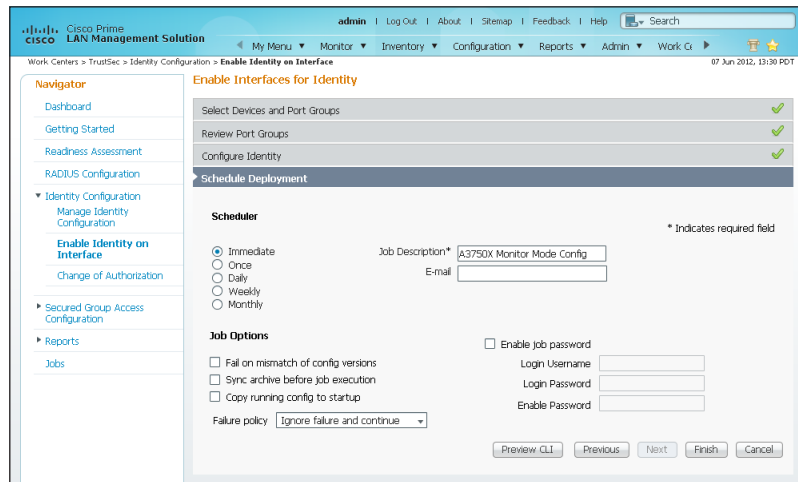 admin | Log Out | About | Sitemap | Feedback | Help Search
cisco Cisco Prime
LAN Management Solution
My Menu Monitor Inventory Configuration Reports Admin Work Ce
Work Centers > TrustSec > Identity Configuration > Enable Identity on Interface 07 Jun 2012, 13:30 PDT
Navigator
Dashboard
Getting Started
Readiness Assessment
RADIUS Configuration
Identity Configuration
Manage Identity
Configuration
Enable Identity on
Interface
Change of Authorization
Secured Group Access
Configuration
Reports
Jobs
Enable Interfaces for Identity
Select Devices and Port Groups
Review Port Groups
Configure Identity
Schedule Deployment
Scheduler
* Indicates required field
Immediate
Once
Daily
Weekly
Monthly
Job Description* A3750X Monitor Mode Config
E-mail
Job Options
Fail on mismatch of config versions
Sync archive before job execution
Copy running config to startup
Failure policy Ignore failure and continue
Enable job password
Login Username
Login Password
Enable Password
Preview CLI Previous Next Finish Cancel